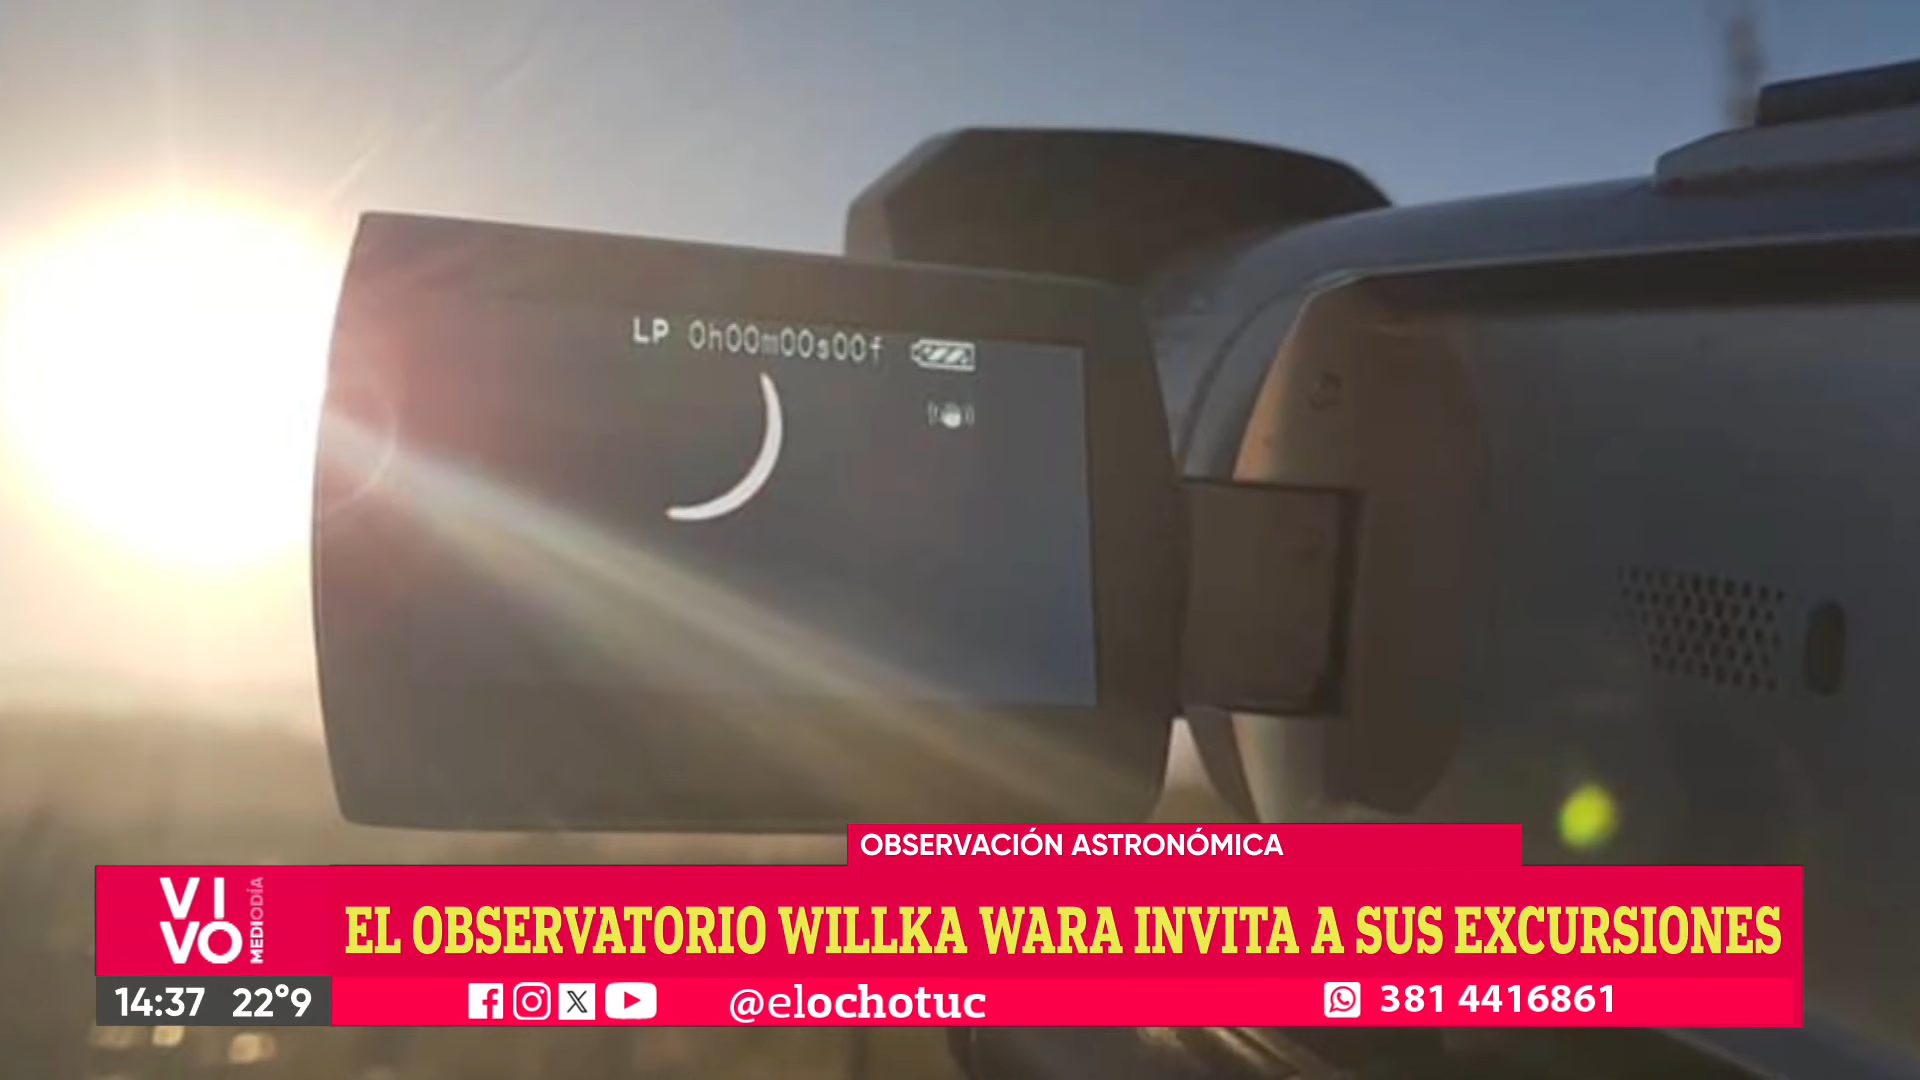 LP 0h00m00s00f
OBSERVACIÓN ASTRONÓMICA
VIVO MEDIODÍA
EL OBSERVATORIO WILLKA WARA INVITA A SUS EXCURSIONES
14:37 22°9
@elochotuc
381 4416861